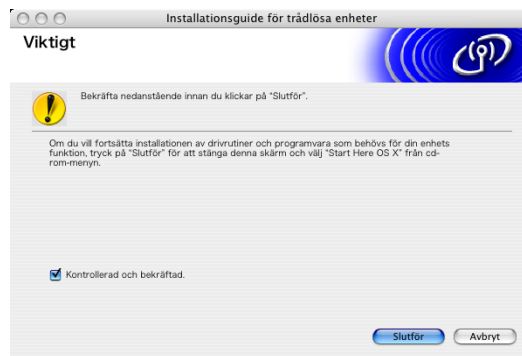 Installationsguide för trådlösa enheter
Viktigt
Bekräfta nedanstående innan du klickar på "Slutför".
Om du vill fortsätta installationen av drivrutiner och programvara som behövs för din enhets
funktion, tryck på "Slutför" för att stänga denna skärm och välj "Start Here OS X" från cd-
rom-menyn.
Kontrollerad och bekräftad.
Slutför
Avbryt